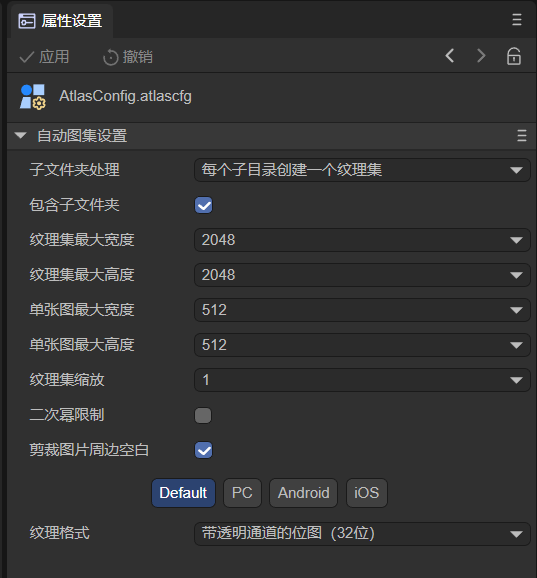 属性设置
应用 撤销
AtlasConfig.atlascfg
自动图集设置
子文件夹处理 每个子目录创建一个纹理集
包含子文件夹
纹理集最大宽度 2048
纹理集最大高度 2048
单张图最大宽度 512
单张图最大高度 512
纹理集缩放 1
二次幂限制
剪裁图片周边空白
Default PC Android iOS
纹理格式 带透明通道的位图（32位）